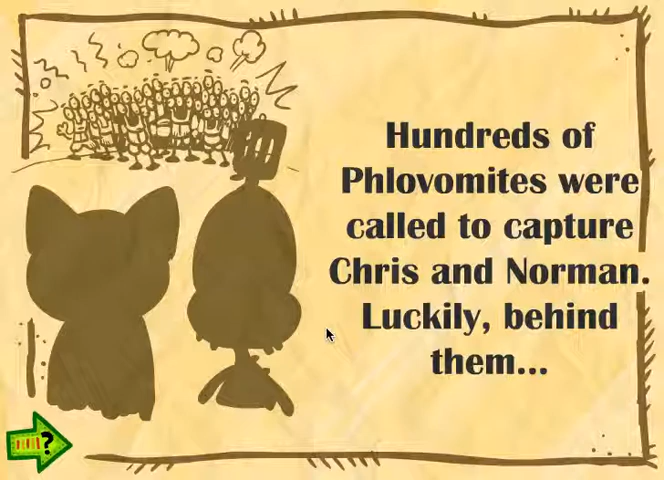 Hundreds of
Phlovomites were
called to capture
Chris and Norman.
Luckily, behind
them...
?